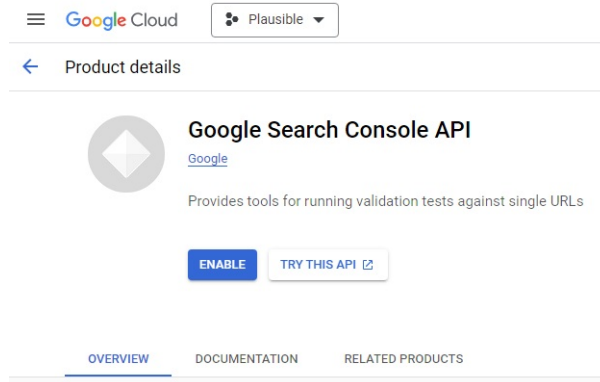 Google Cloud
Plausible
Product details
Google Search Console API
Google
Provides tools for running validation tests against single URLs
ENABLE
TRY THIS API
OVERVIEW
DOCUMENTATION
RELATED PRODUCTS